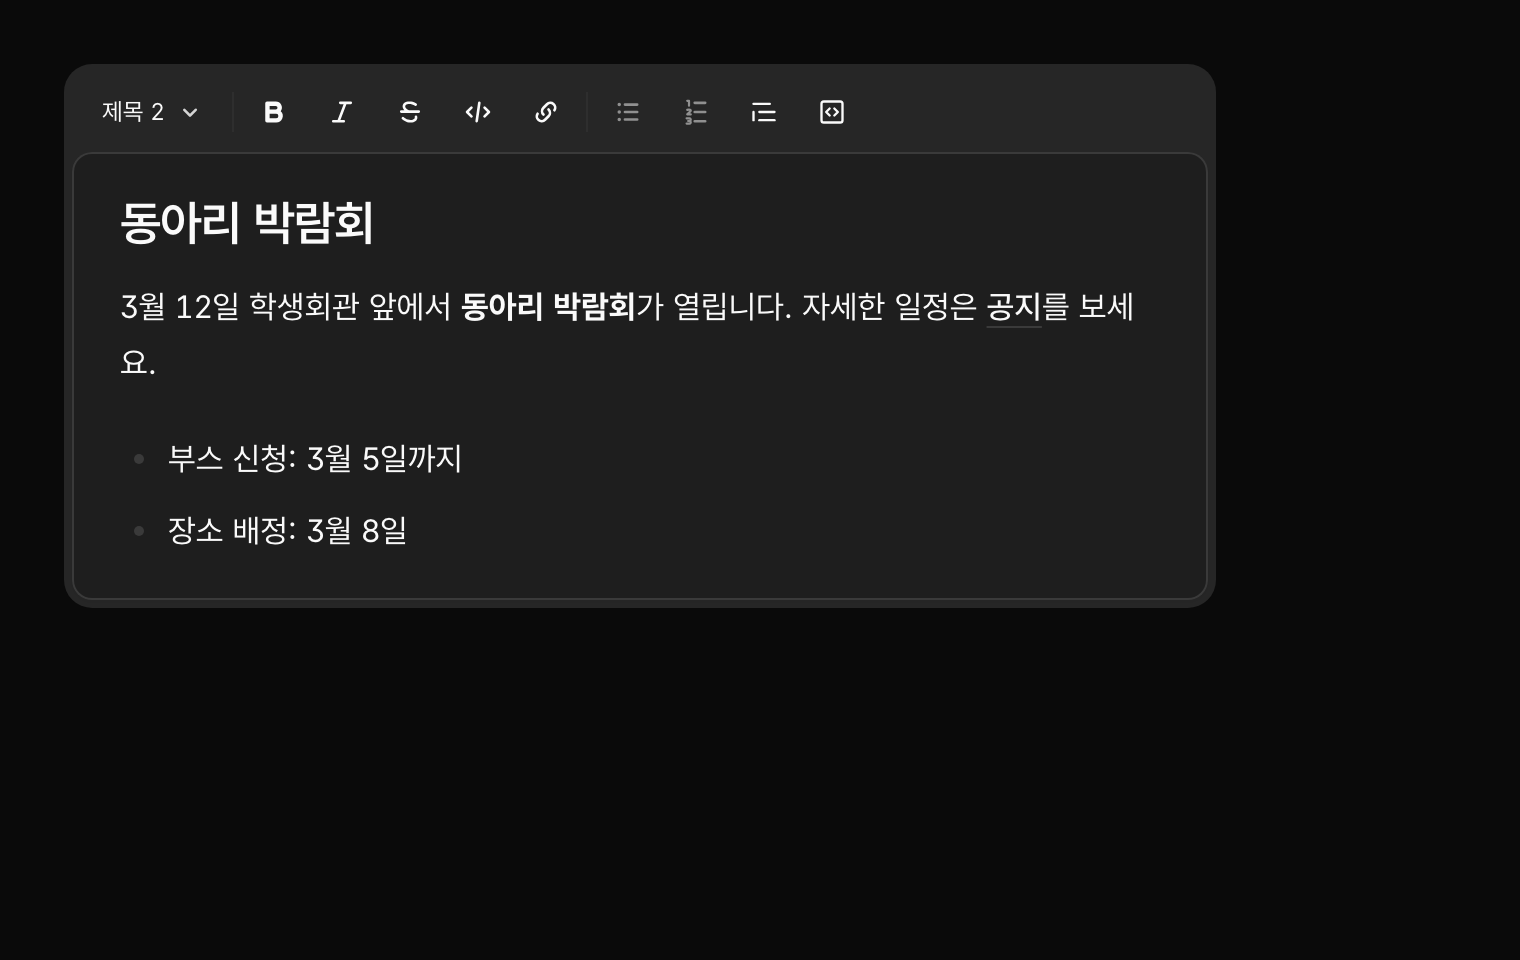 제목 2
동아리 박람회
3월 12일 학생회관 앞에서 동아리 박람회가 열립니다. 자세한 일정은 공지를 보세
요.
부스 신청: 3월 5일까지
장소 배정: 3월 8일